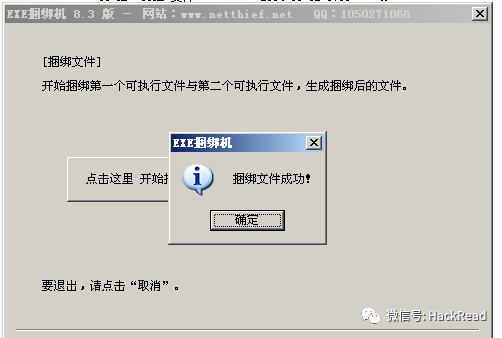 EXE捆绑机 8.3 版 － 网站：www.netthief.net QQ：1050271066
[捆绑文件]
开始捆绑第一个可执行文件与第二个可执行文件，生成捆绑后的文件。
EXE捆绑机
点击这里 开始
捆绑文件成功!
确定
要退出，请点击“取消”。
微信号: HackRead